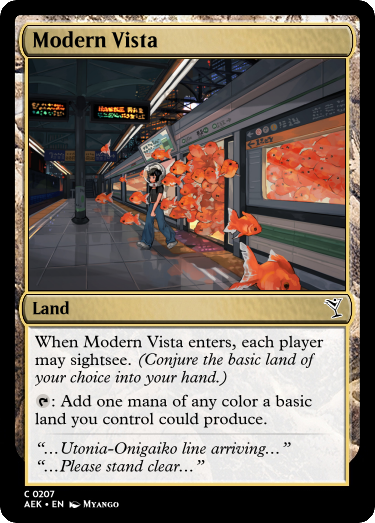 Modern Vista
Land
When Modern Vista enters, each player
may sightsee. (Conjure the basic land of
your choice into your hand.)
: Add one mana of any color a basic
land you control could produce.
“…Utonia-Onigaiko line arriving…”
“…Please stand clear…”
C 0207
AEK • EN Myango